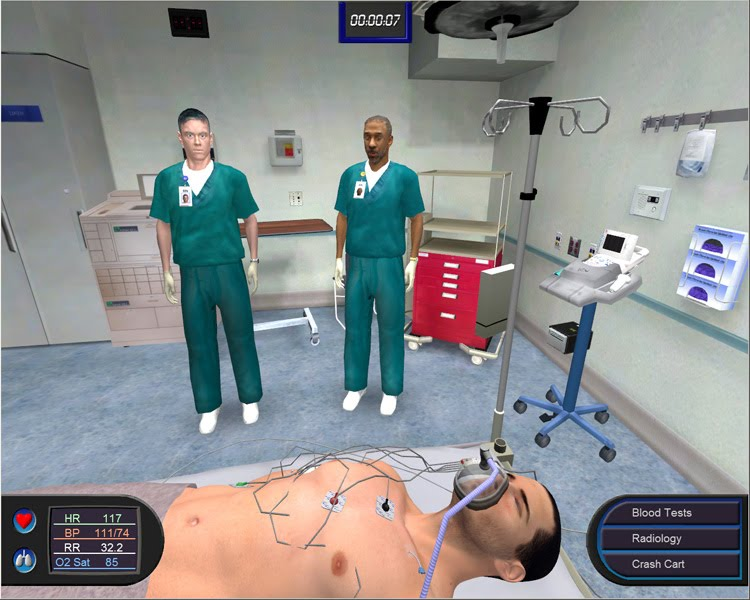 00:00:07
HR 117
BP 111/74
RR 32.2
O2 Sat 85
Blood Tests
Radiology
Crash Cart